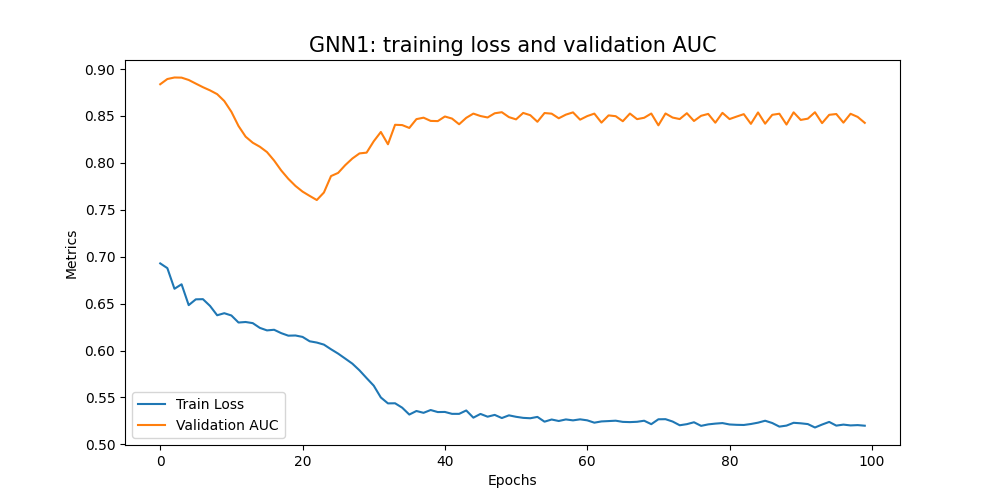 GNN1: training loss and validation AUC
0.90
0.85
0.80
0.75
0.70
0.65
0.60
0.55
0.50
Metrics
Train Loss
Validation AUC
0 20 40 60 80 100
Epochs